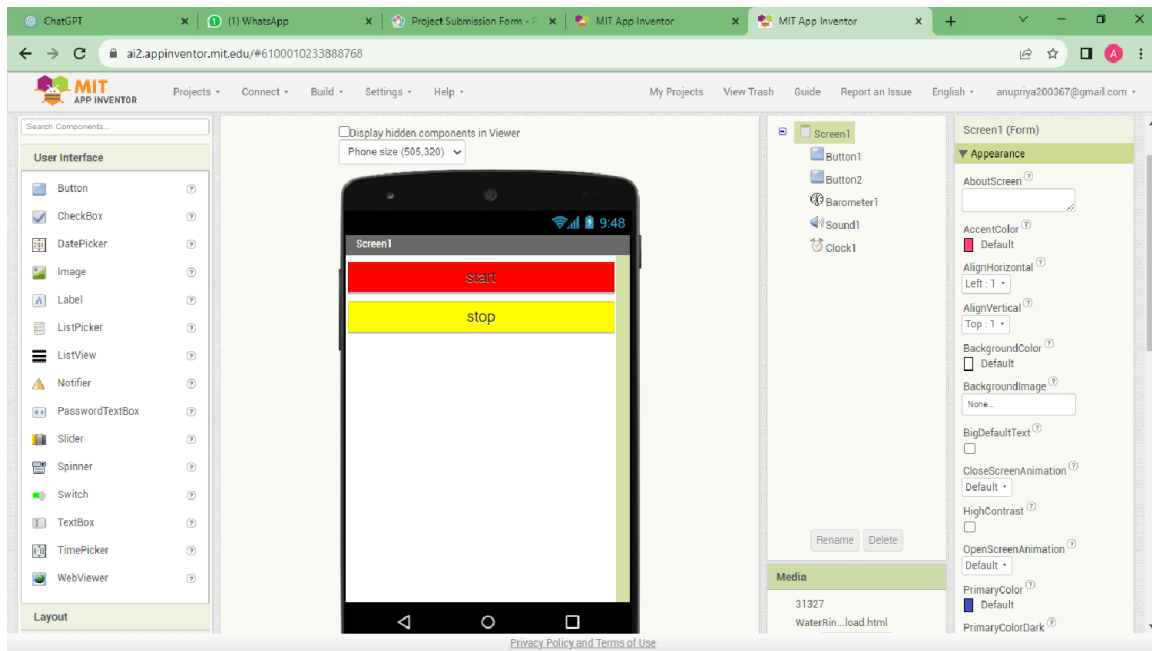 ChatGPT
(1) WhatsApp
Project Submission Form - P
MIT App Inventor
MIT App Inventor
ai2.appinventor.mit.edu/#6100010233888768
A
MIT
APP INVENTOR
Projects
Connect
Build
Settings
Help
My Projects
View Trash
Guide
Report an Issue
English
anupriya200367@gmail.com
Search Components...
User Interface
Button
CheckBox
DatePicker
Image
Label
ListPicker
ListView
Notifier
PasswordTextBox
Slider
Spinner
Switch
TextBox
TimePicker
WebViewer
Layout
Display hidden components in Viewer
Phone size (505,320)
9:48
Screen1
start
stop
Screen1
Button1
Button2
Barometer1
Sound1
Clock1
Rename
Delete
Media
31327
WaterRin...load.html
Screen1 (Form)
Appearance
AboutScreen
AccentColor
Default
AlignHorizontal
Left : 1
AlignVertical
Top : 1
BackgroundColor
Default
BackgroundImage
None...
BigDefaultText
CloseScreenAnimation
Default
HighContrast
OpenScreenAnimation
Default
PrimaryColor
Default
PrimaryColorDark
Privacy Policy and Terms of Use